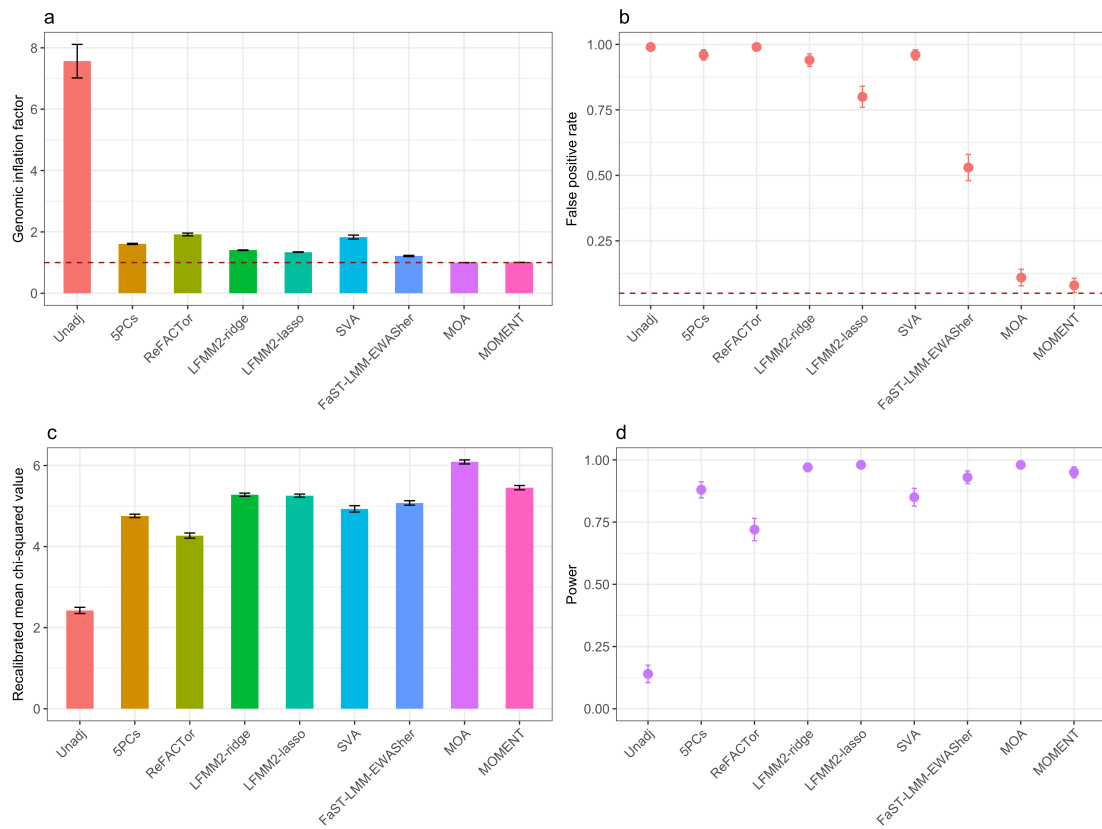 a
Genomic inflation factor
8
6
4
2
0
Unadj
5PCs
ReFACTor
LFMM2-ridge
LFMM2-lasso
SVA
FaST-LMM-EWASher
MOA
MOMENT
b
False positive rate
1.00
0.75
0.50
0.25
Unadj
5PCs
ReFACTor
LFMM2-ridge
LFMM2-lasso
SVA
FaST-LMM-EWASher
MOA
MOMENT
c
Recalibrated mean chi-squared value
6
4
2
0
Unadj
5PCs
ReFACTor
LFMM2-ridge
LFMM2-lasso
SVA
FaST-LMM-EWASher
MOA
MOMENT
d
Power
1.00
0.75
0.50
0.25
0.00
Unadj
5PCs
ReFACTor
LFMM2-ridge
LFMM2-lasso
SVA
FaST-LMM-EWASher
MOA
MOMENT